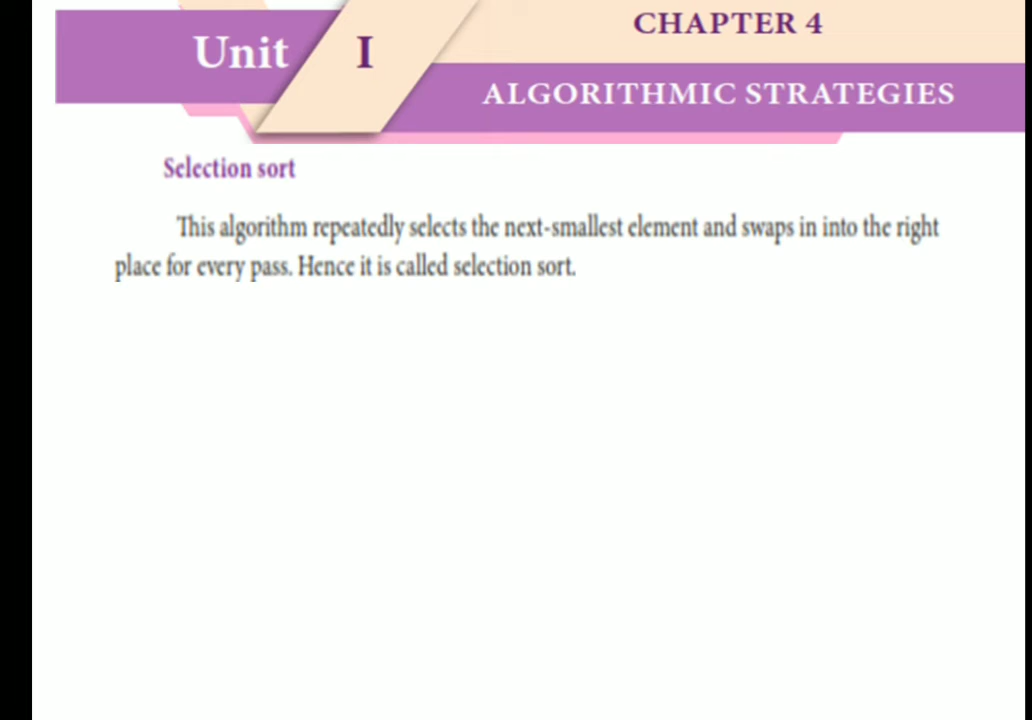 Unit I
CHAPTER 4
ALGORITHMIC STRATEGIES
Selection sort
This algorithm repeatedly selects the next-smallest element and swaps in into the right
place for every pass. Hence it is called selection sort.